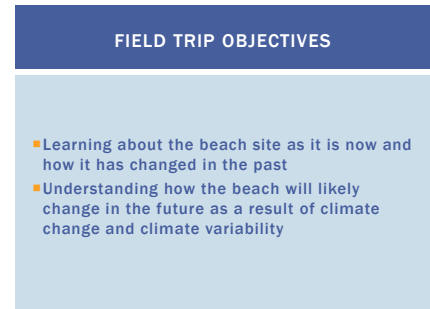 FIELD TRIP OBJECTIVES
▪Learning about the beach site as it is now and
how it has changed in the past
▪Understanding how the beach will likely
change in the future as a result of climate
change and climate variability